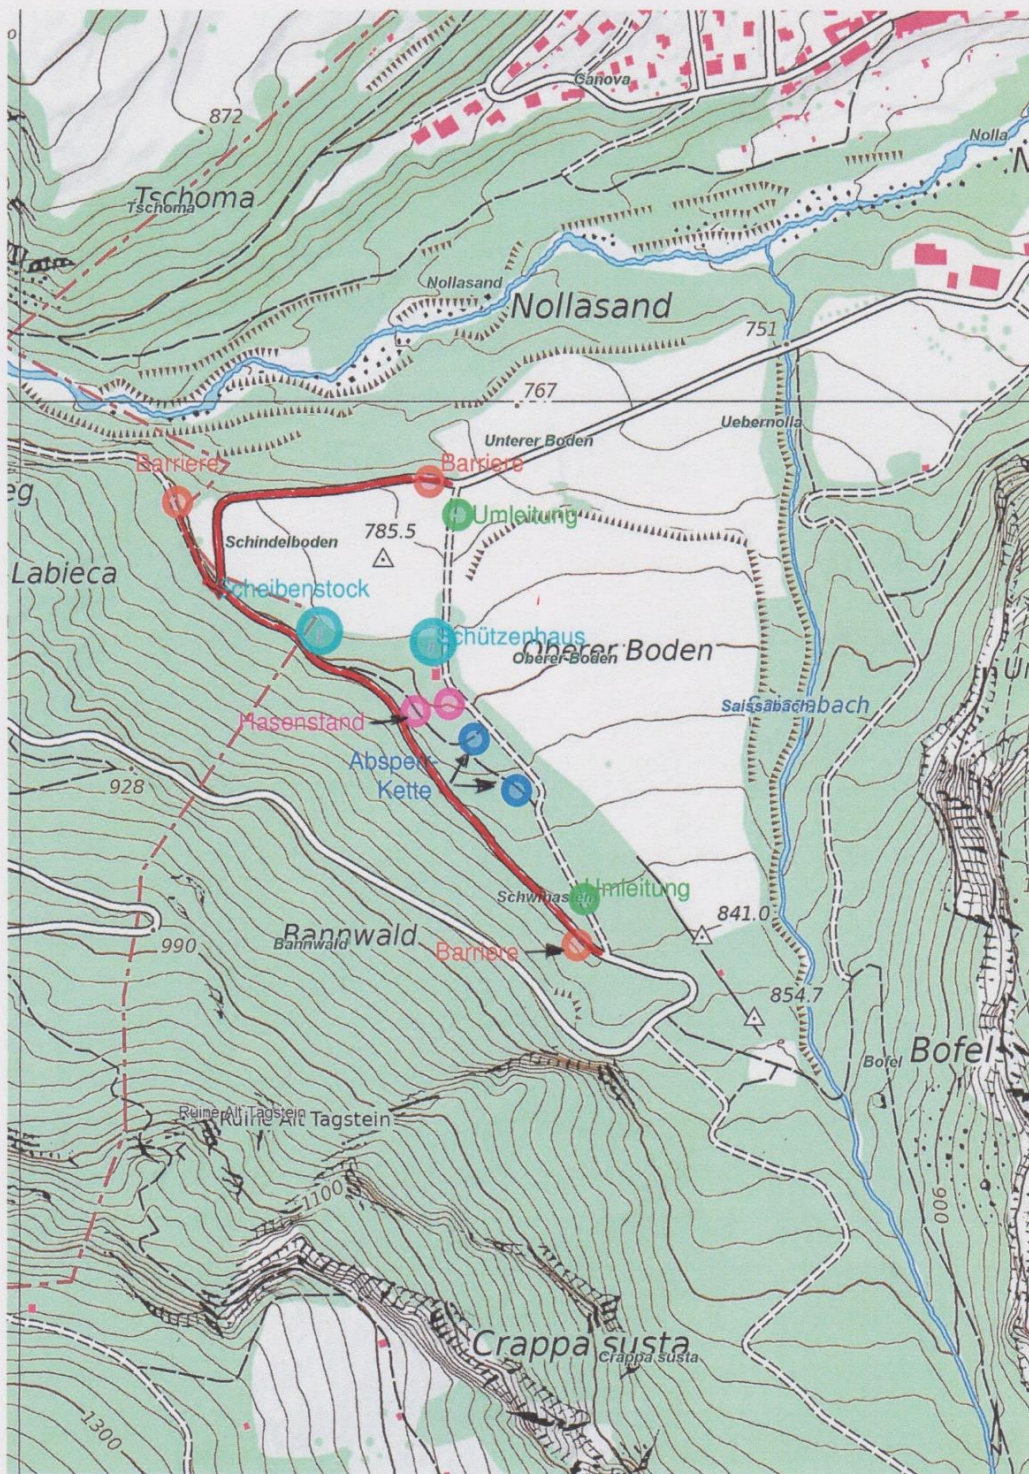 Canova
872
Nolla
Tschoma
Tschoma
Nollasand
Nollasand
751
767
Uebernolla
Unterer Boden
Barriere
Barriere
eg
Umleitung
785.5
Schindelboden
Labieca
Scheibenstock
Schützenhaus
Oberer Boden
Oberer Boden
Saissabach
Hasenstand
Absperr-
Kette
928
Umleitung
841.0
Bannwald
Bannwald
990
Barriere
854.7
Bofel
Bofel
Ruine Alt Tagstein
Ruine Alt Tagstein
1100
900
Crappa susta
Crappa susta
1300